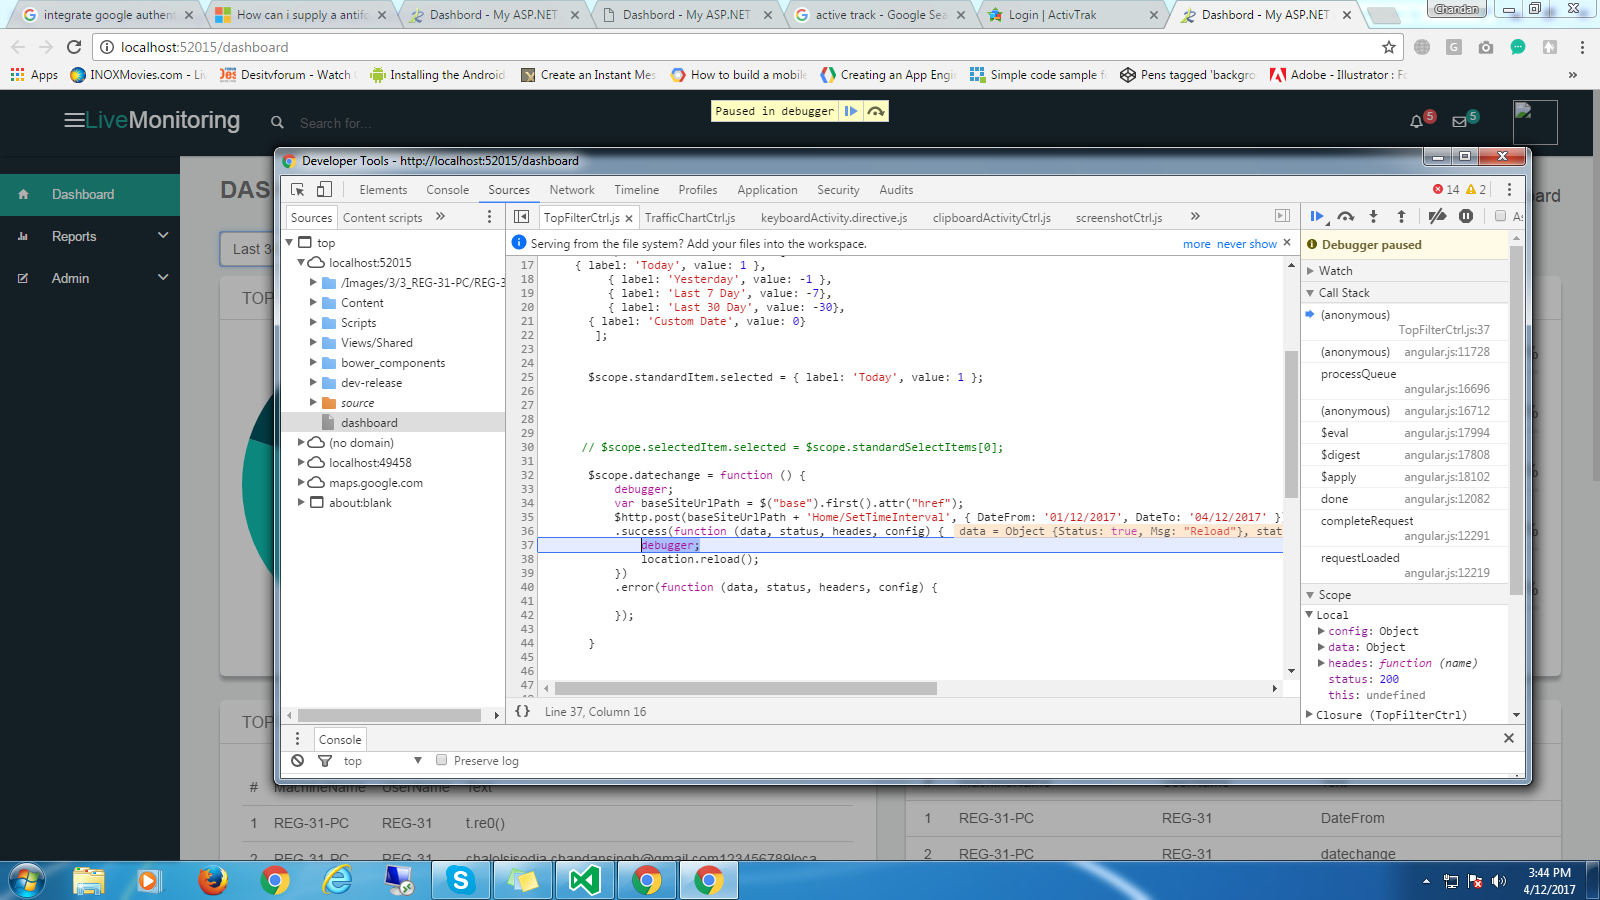 integrate google authent
How can i supply a antifo
Dashbord - My ASP.NET
Dashbord - My ASP.NET
active track - Google Sea
Login | ActivTrak
Dashbord - My ASP.NET
Chandan
localhost:52015/dashboard
Apps
INOXMovies.com - Liv
Desitvforum - Watch
Installing the Android
Create an Instant Mes
How to build a mobile
Creating an App Engi
Simple code sample f
Pens tagged 'backgro
Adobe - Illustrator : Fo
LiveMonitoring
Search for...
Paused in debugger
5
5
Dashboard
Reports
Admin
DAS
Last 3
TOP
TOP
Developer Tools - http://localhost:52015/dashboard
Elements Console Sources Network Timeline Profiles Application Security Audits
14 2
Sources Content scripts »
TopFilterCtrl.js × TrafficChartCtrl.js keyboardActivity.directive.js clipboardActivityCtrl.js screenshotCtrl.js »
As
Serving from the file system? Add your files into the workspace. more never show ×
top
localhost:52015
/Images/3/3_REG-31-PC/REG-3
Content
Scripts
Views/Shared
bower_components
dev-release
source
dashboard
(no domain)
localhost:49458
maps.google.com
about:blank
17 { label: 'Today', value: 1 },
18 { label: 'Yesterday', value: -1 },
19 { label: 'Last 7 Day', value: -7},
20 { label: 'Last 30 Day', value: -30},
21 { label: 'Custom Date', value: 0}
22 ];
23
24
25 $scope.standardItem.selected = { label: 'Today', value: 1 };
26
27
28
29
30 // $scope.selectedItem.selected = $scope.standardSelectItems[0];
31
32 $scope.datechange = function () {
33 debugger;
34 var baseSiteUrlPath = $("base").first().attr("href");
35 $http.post(baseSiteUrlPath + 'Home/SetTimeInterval', { DateFrom: '01/12/2017', DateTo: '04/12/2017' }
36 .success(function (data, status, heades, config) { data = Object {Status: true, Msg: "Reload"}, stat
37 debugger;
38 location.reload();
39 })
40 .error(function (data, status, headers, config) {
41
42 });
43
44 }
45
46
47
{} Line 37, Column 16
Debugger paused
Watch
Call Stack
(anonymous)
TopFilterCtrl.js:37
(anonymous) angular.js:11728
processQueue
angular.js:16696
(anonymous) angular.js:16712
$eval angular.js:17994
$digest angular.js:17808
$apply angular.js:18102
done angular.js:12082
completeRequest
angular.js:12291
requestLoaded
angular.js:12219
Scope
Local
config: Object
data: Object
heades: function (name)
status: 200
this: undefined
Closure (TopFilterCtrl)
Console
top
Preserve log
# MachineName UserName Text
1 REG-31-PC REG-31 t.re0()
2 REG-31-PC REG-31 chalolsisodia.chandansingh@gmail.com123456789loca
1 REG-31-PC REG-31 DateFrom
2 REG-31-PC REG-31 datechange
3:44 PM
4/12/2017